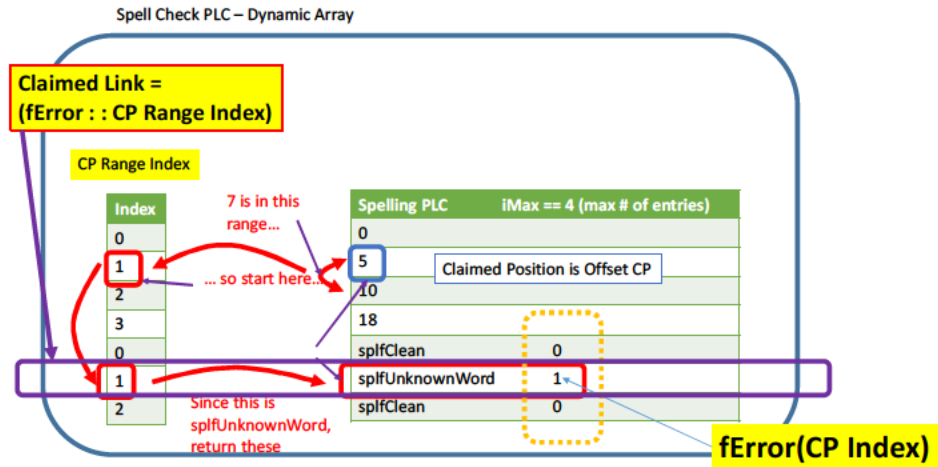 Spell Check PLC – Dynamic Array
Claimed Link =
(fError : : CP Range Index)
CP Range Index
7 is in this
range…
… so start here…
Index
0
1
2
3
0
1
2
Spelling PLC iMax == 4 (max # of entries)
0
5
Claimed Position is Offset CP
10
18
splfClean 0
splfUnknownWord 1
splfClean 0
Since this is
splfUnknownWord,
return these
fError(CP Index)